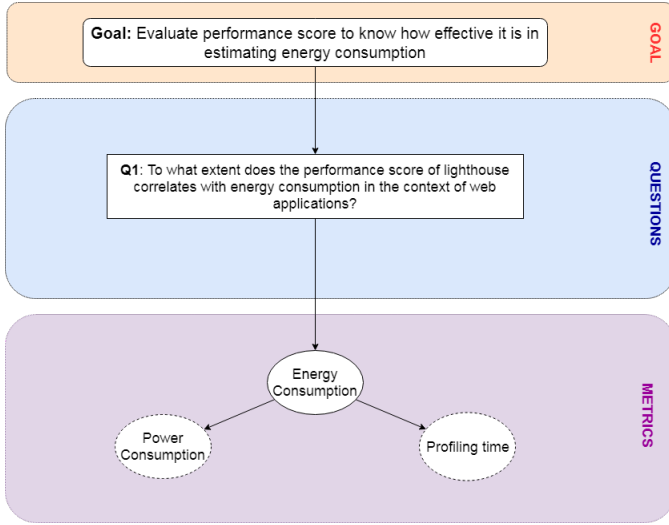 Goal: Evaluate performance score to know how effective it is in
estimating energy consumption
GOAL
Q1: To what extent does the performance score of lighthouse
correlates with energy consumption in the context of web
applications?
QUESTIONS
Energy
Consumption
Power
Consumption
Profiling time
METRICS